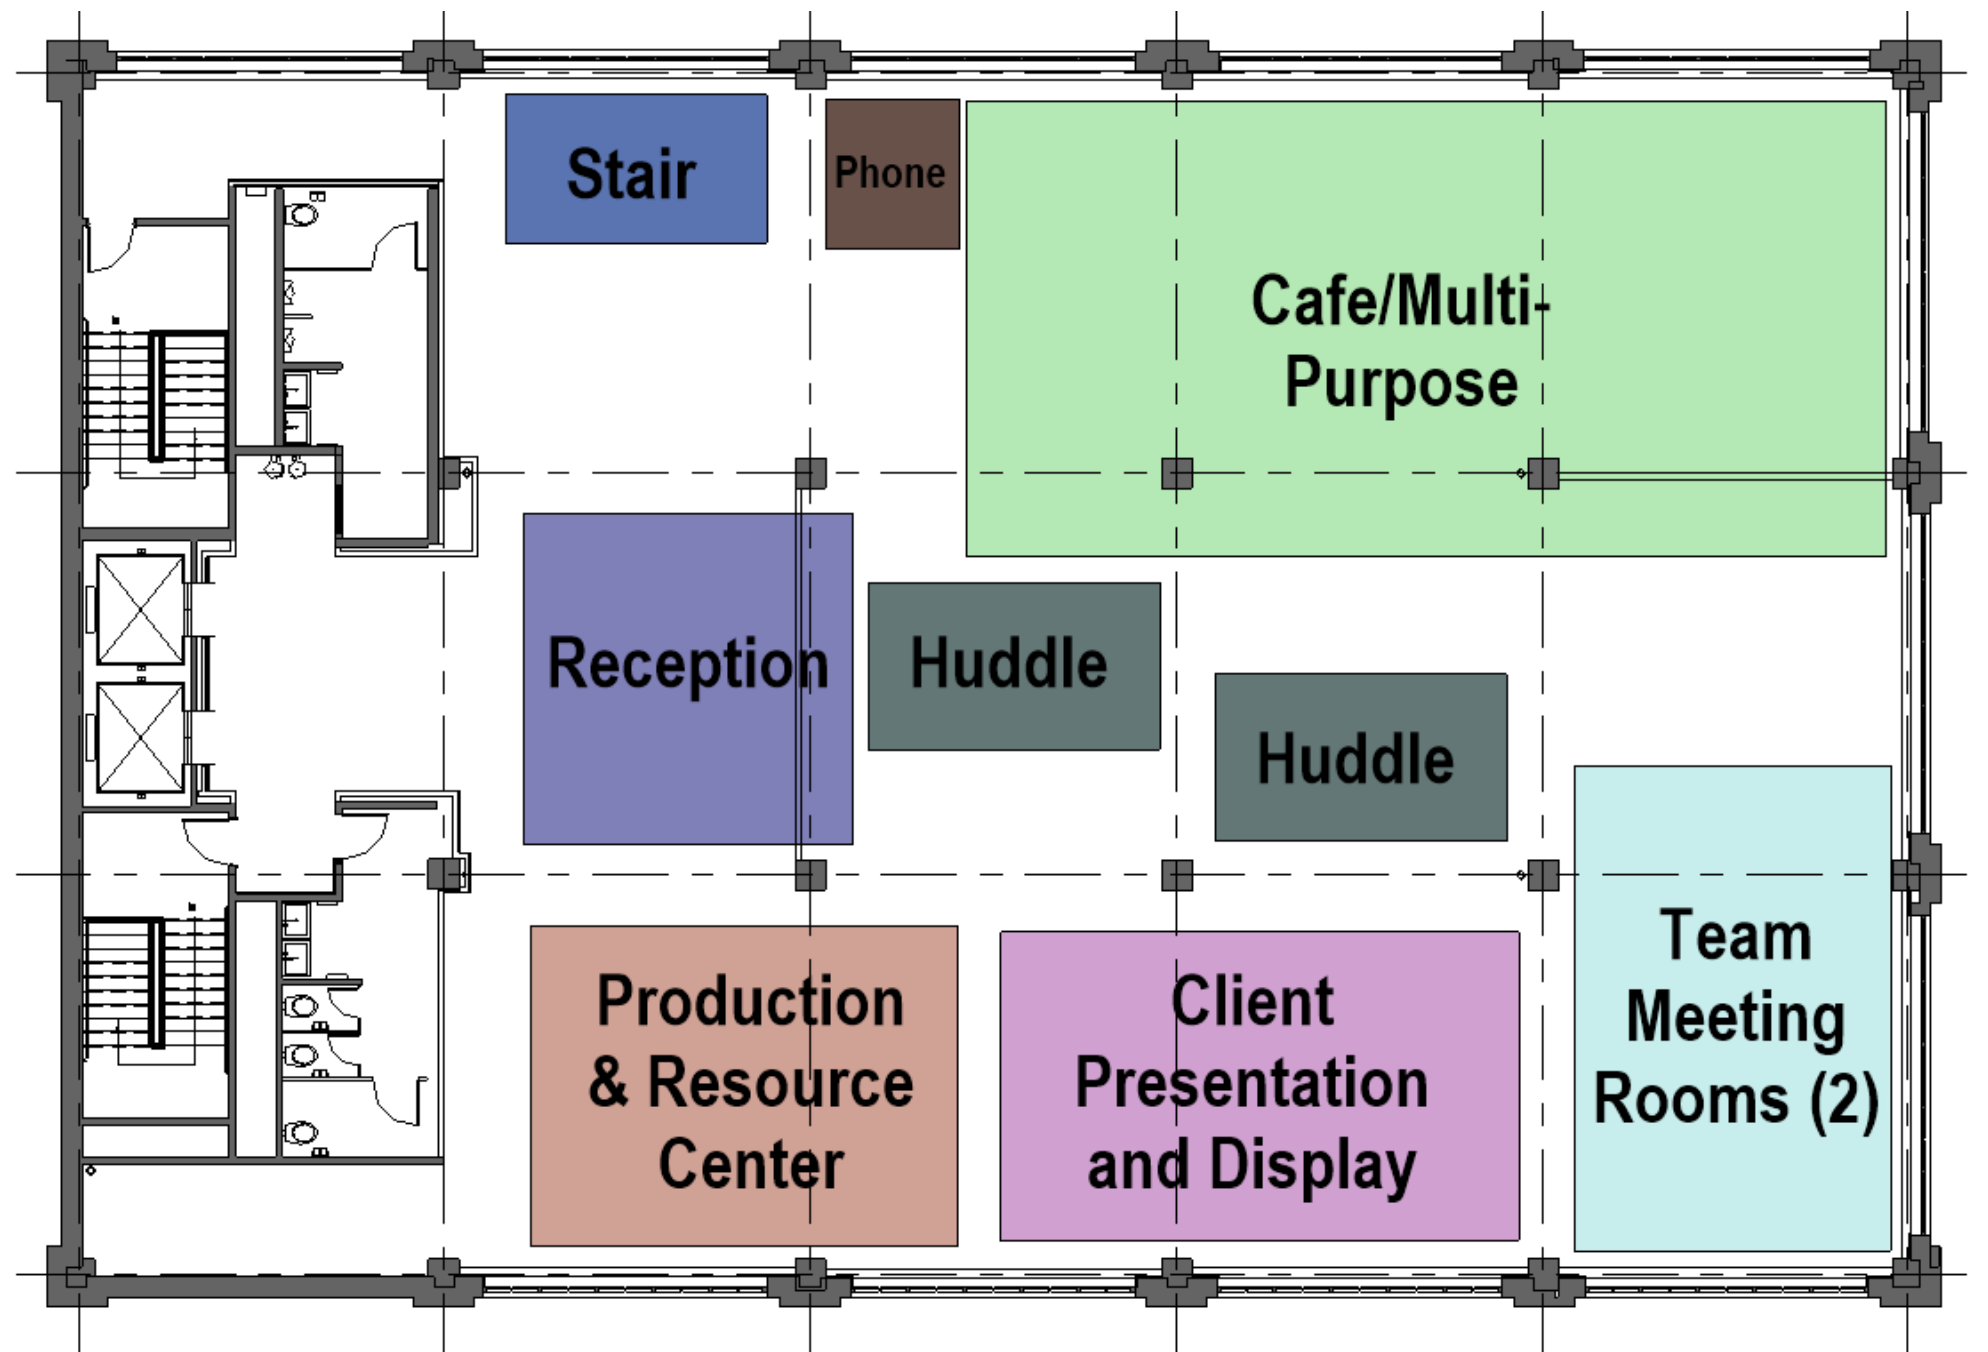 Stair
Phone
Cafe/Multi-
Purpose
Reception
Huddle
Huddle
Production
& Resource
Center
Client
Presentation
and Display
Team
Meeting
Rooms (2)